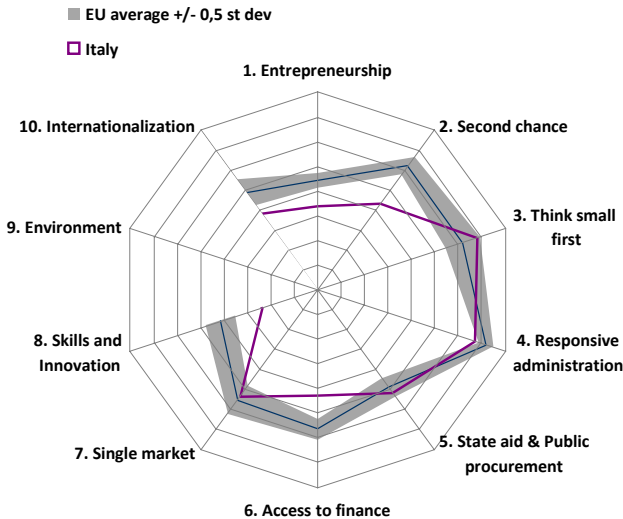 EU average +/- 0,5 st dev
Italy
1. Entrepreneurship
10. Internationalization
2. Second chance
9. Environment
3. Think small
first
8. Skills and
Innovation
4. Responsive
administration
7. Single market
5. State aid & Public
procurement
6. Access to finance